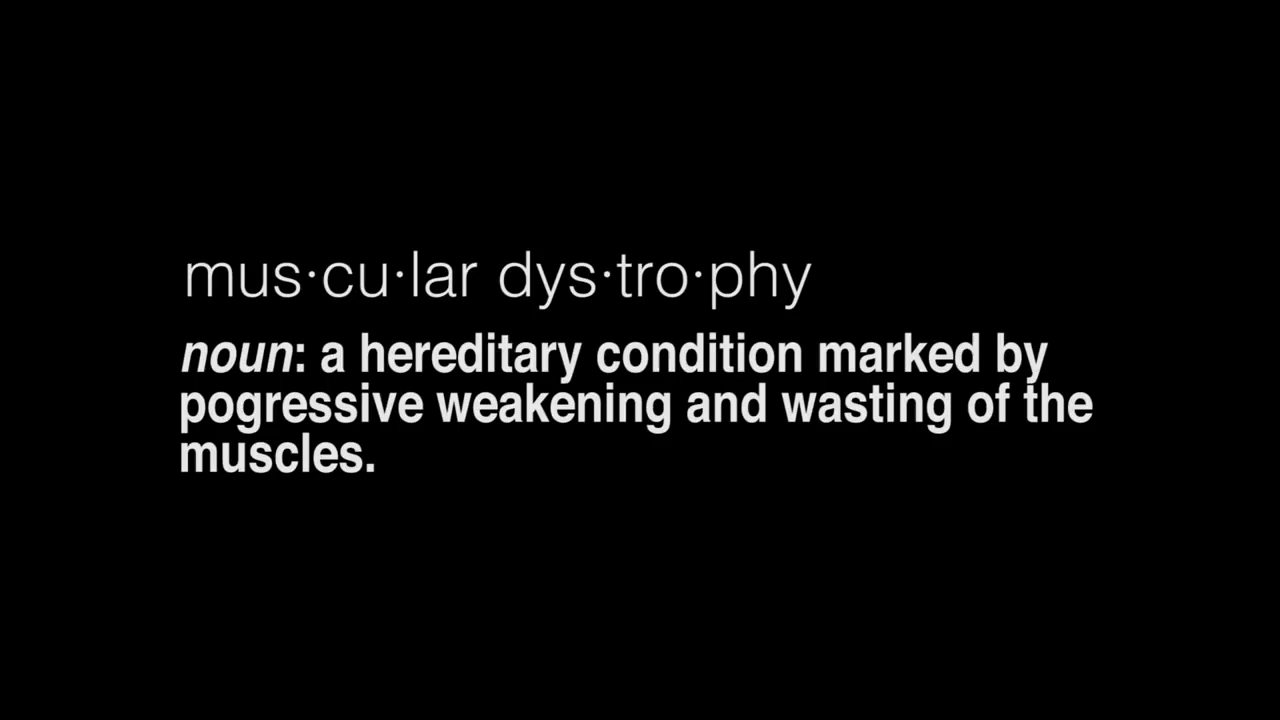 mus·cu·lar dys·tro·phy
noun: a hereditary condition marked by
pogressive weakening and wasting of the
muscles.